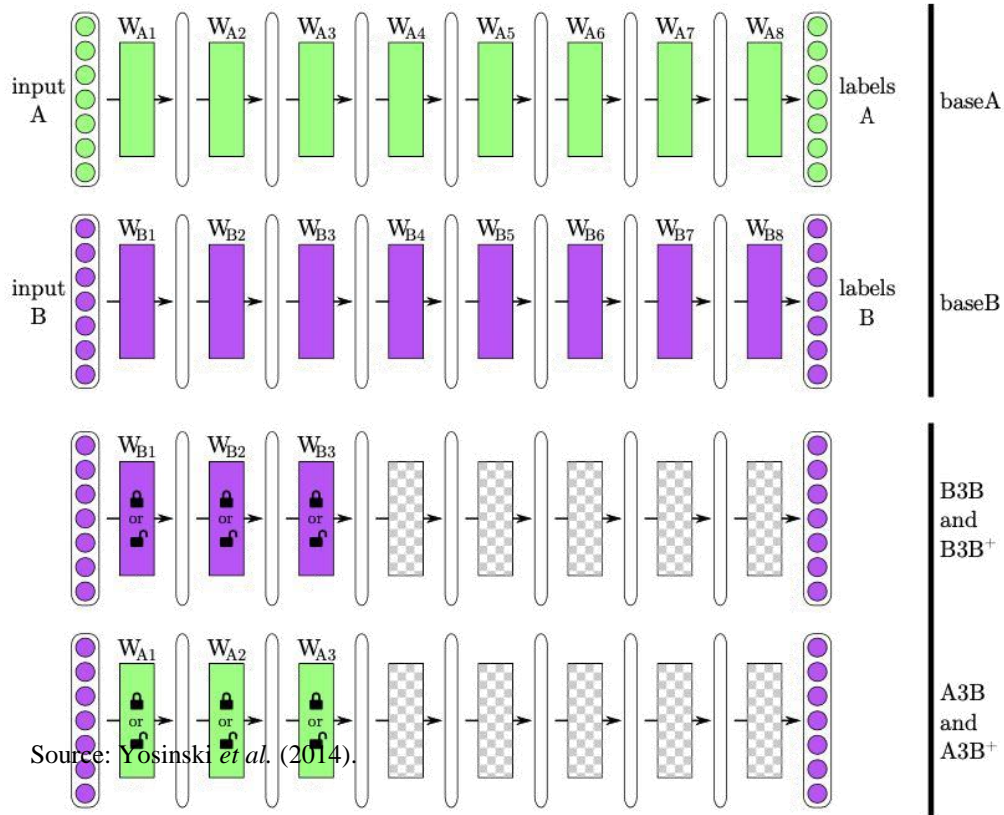 W_A1 W_A2 W_A3 W_A4 W_A5 W_A6 W_A7 W_A8
input
A
labels
A
baseA
W_B1 W_B2 W_B3 W_B4 W_B5 W_B6 W_B7 W_B8
input
B
labels
B
baseB
W_B1 W_B2 W_B3
or or or
B3B
and
B3B⁺
W_A1 W_A2 W_A3
or or or
A3B
and
A3B⁺
Source: Yosinski et al. (2014).